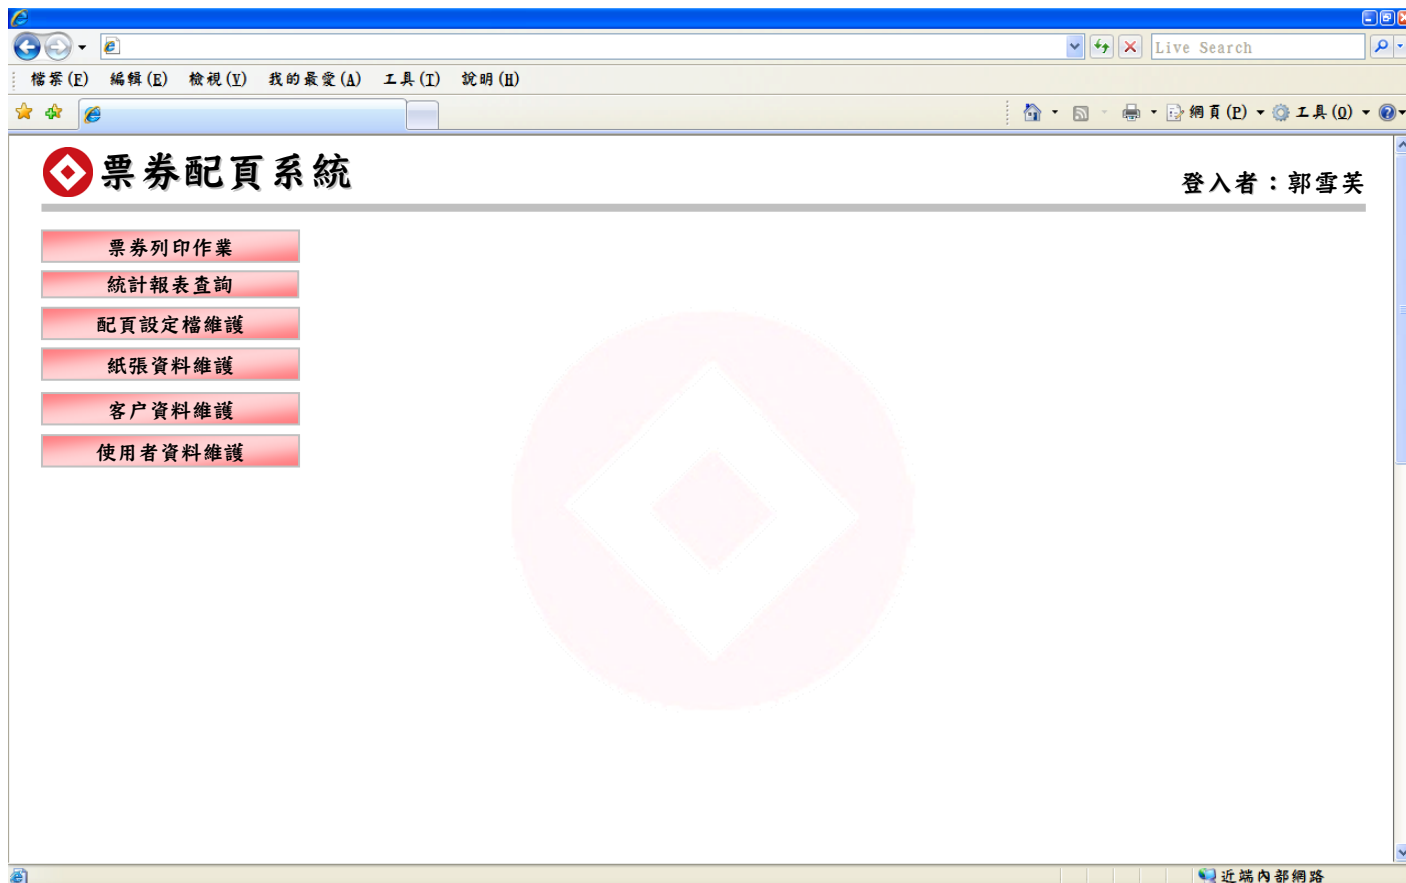 Live Search
檔案(F) 編輯(E) 檢視(V) 我的最愛(A) 工具(T) 說明(H)
網頁(P) 工具(O)
票券配頁系統
登入者：郭雪芙
票券列印作業
統計報表查詢
配頁設定檔維護
紙張資料維護
客戶資料維護
使用者資料維護
近端內部網路